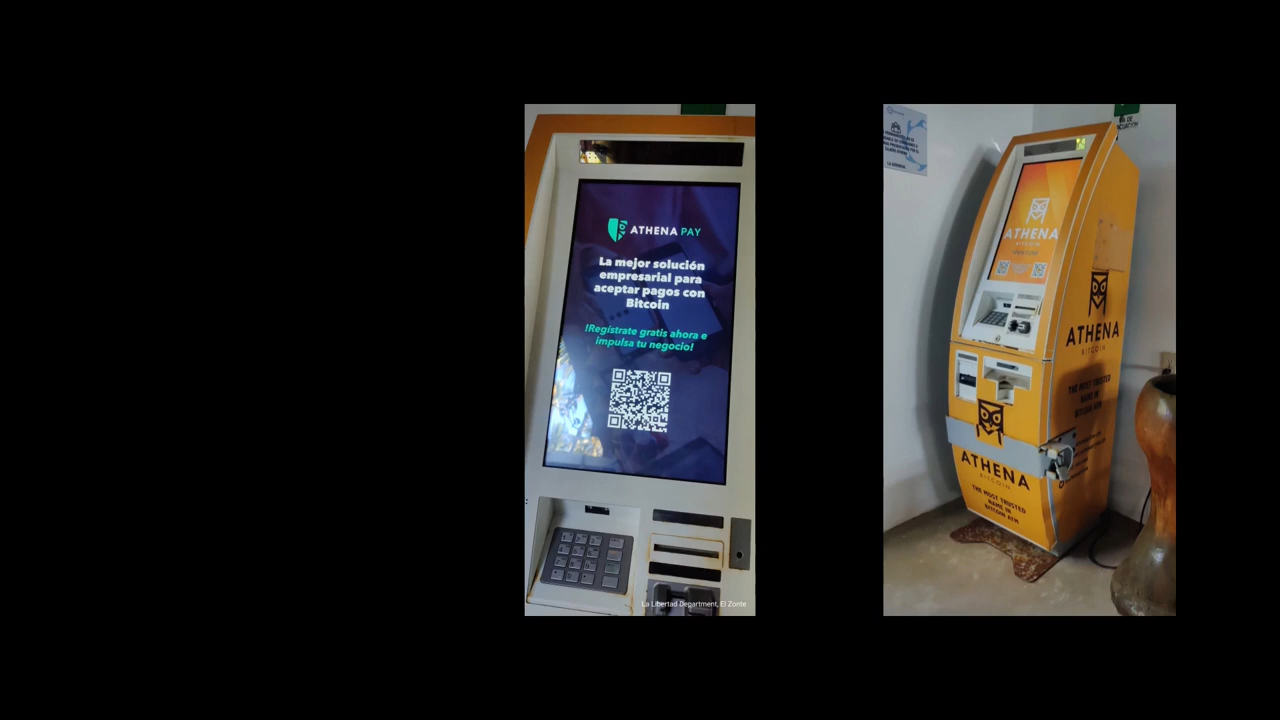 ATHENA PAY
La mejor solución
empresarial para
aceptar pagos con
Bitcoin
!Regístrate gratis ahora e
impulsa tu negocio!
La Libertad Department, El Zonte
ATHENA
BITCOIN
ATHENA
BITCOIN
THE MOST TRUSTED
NAME IN
BITCOIN ATM
ATHENA
BITCOIN
THE MOST TRUSTED
NAME IN
BITCOIN ATM